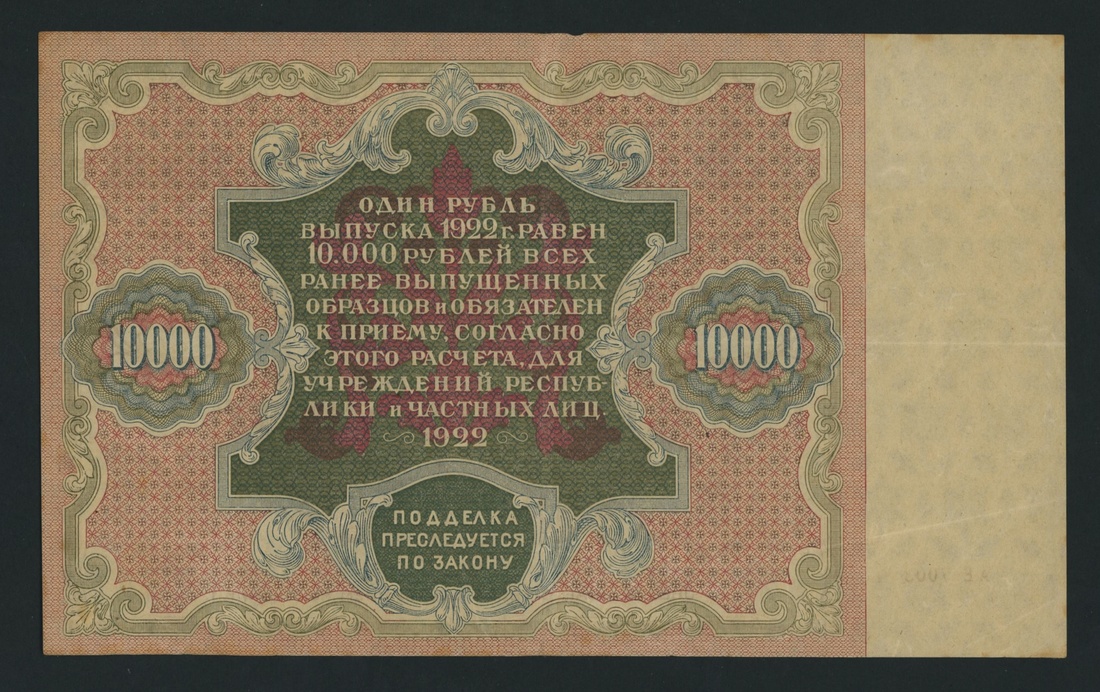 ОДИН РУБЛЬ
ВЫПУСКА 1922 г. РАВЕН
10.000 РУБЛЕЙ ВСЕХ
РАНЕЕ ВЫПУЩЕННЫХ
ОБРАЗЦОВ и ОБЯЗАТЕЛЕН
К ПРИЕМУ, СОГЛАСНО
ЭТОГО РАСЧЕТА, ДЛЯ
УЧРЕЖДЕНИЙ РЕСПУБ-
ЛИКИ и ЧАСТНЫХ ЛИЦ.
1922
10000
10000
ПОДДЕЛКА
ПРЕСЛЕДУЕТСЯ
ПО ЗАКОНУ